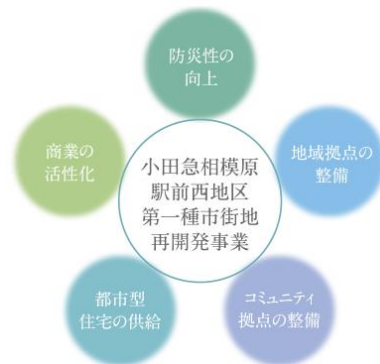 防災性の
向上
商業の
活性化
小田急相模原
駅前西地区
第一種市街地
再開発事業
地域拠点の
整備
都市型
住宅の供給
コミュニティ
拠点の整備